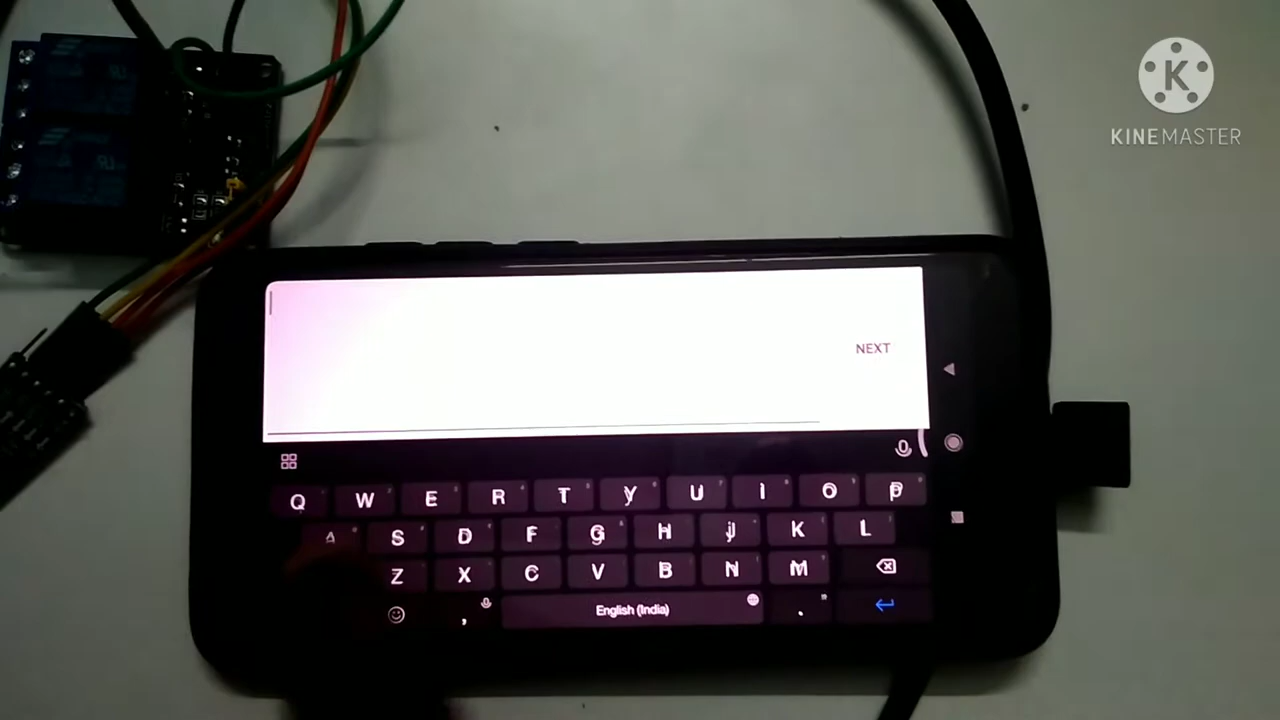 K
KINEMASTER
NEXT
Q W E R T Y U I O P
A S D F G H J K L
Z X C V B N M
, English (India) .